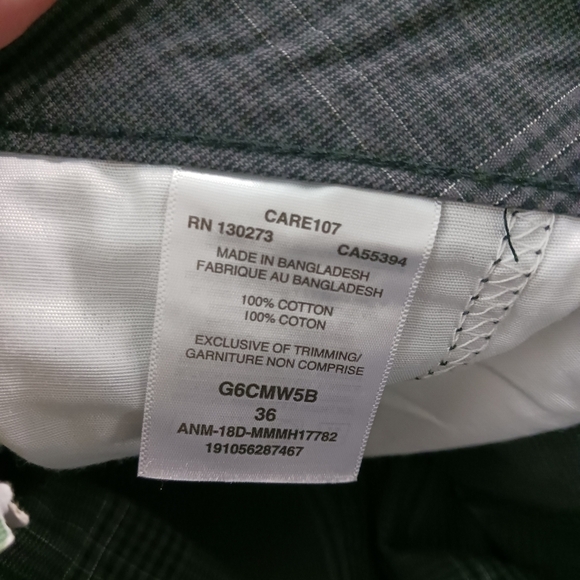 CARE107
RN 130273 CA55394
MADE IN BANGLADESH
FABRIQUE AU BANGLADESH
100% COTTON
100% COTON
EXCLUSIVE OF TRIMMING/
GARNITURE NON COMPRISE
G6CMW5B
36
ANM-18D-MMMH17782
191056287467